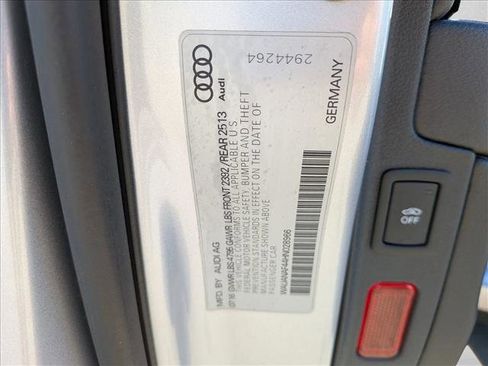 Audi
2944264
MFD. BY AUDI AG
07/16 GVWR LBS 4795 GAWR LBS FRONT 2392 / REAR 2513
THIS VEHICLE CONFORMS TO ALL APPLICABLE U'S
FEDERAL MOTOR VEHICLE SAFETY, BUMPER AND THEFT
PREVENTION STANDARDS IN EFFECT ON THE DATE OF
MANUFACTURE SHOWN ABOVE
PASSENGER CAR
WAUANAF44HN028966
GERMANY
OFF